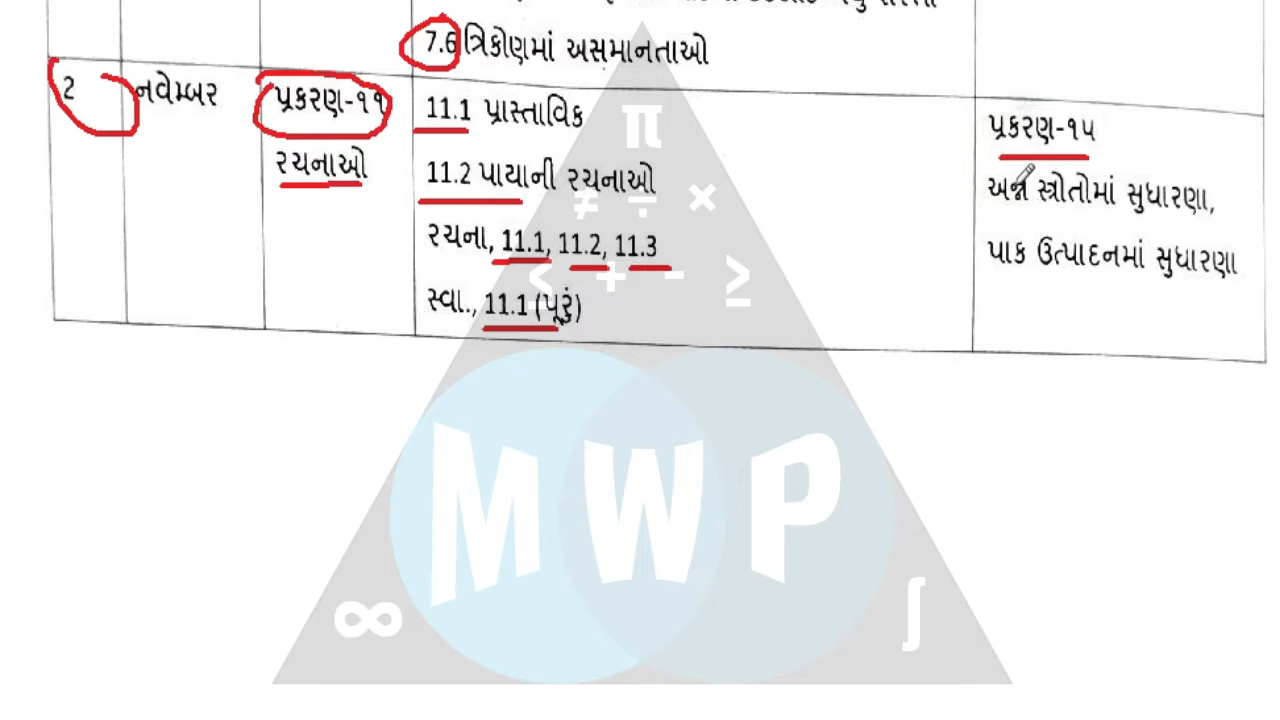 7.6 ત્રિકોણમાં અસમાનતાઓ
2 નવેમ્બર પ્રકરણ-૧૧ 11.1 પ્રાસ્તાવિક પ્રકરણ-૧૫
રચનાઓ 11.2 પાયાની રચનાઓ અન્ન સ્ત્રોતોમાં સુધારણા,
રચના, 11.1, 11.2, 11.3 પાક ઉત્પાદનમાં સુધારણા
સ્વા., 11.1 (પૂરું)
π
≠ ÷ ×
< + - ≥
MWP
∞ ∫